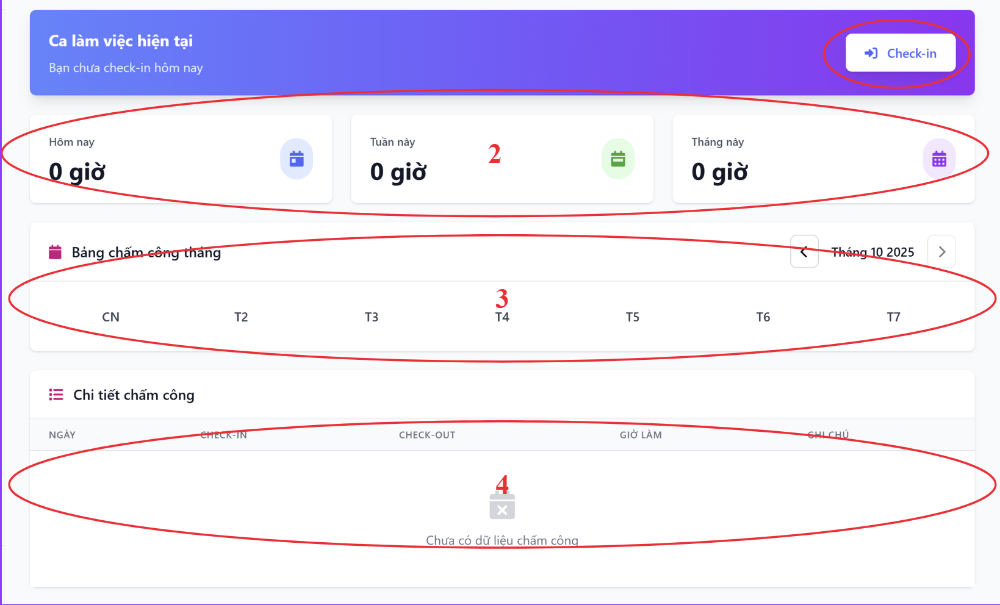 Ca làm việc hiện tại
Bạn chưa check-in hôm nay
Check-in
Hôm nay
0 giờ
Tuần này
0 giờ
2
Tháng này
0 giờ
Bảng chấm công tháng
Tháng 10 2025
3
CN T2 T3 T4 T5 T6 T7
Chi tiết chấm công
NGÀY CHECK-IN CHECK-OUT GIỜ LÀM GHI CHÚ
4
Chưa có dữ liệu chấm công